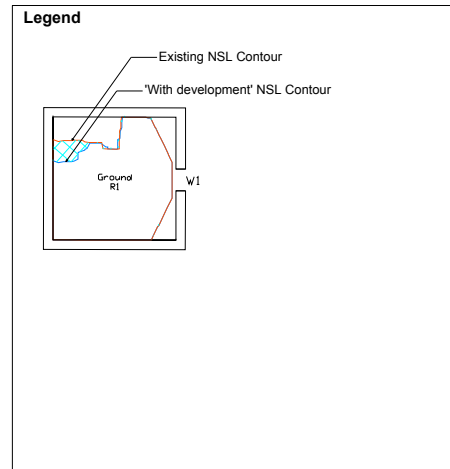 Legend
Existing NSL Contour
'With development' NSL Contour
Ground
R1
W1